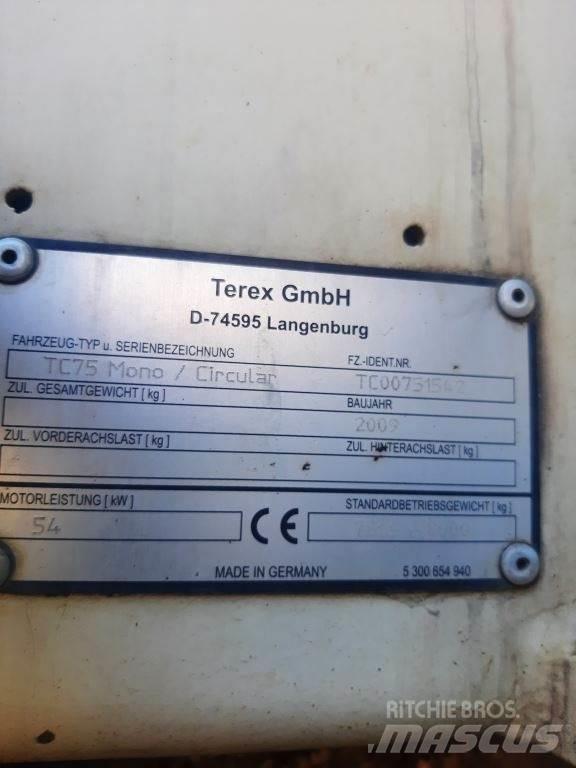 Terex GmbH
D-74595 Langenburg
FAHRZEUG-TYP u. SERIENBEZEICHNUNG FZ.-IDENT.NR.
TC75 Mono / Circular TC00731542
ZUL. GESAMTGEWICHT [ kg ] BAUJAHR
2009
ZUL. VORDERACHSLAST [ kg ] ZUL. HINTERACHSLAST [ kg ]
MOTORLEISTUNG [ kW ] STANDARDBETRIEBSGEWICHT [ kg ]
54 CE
MADE IN GERMANY 5 300 654 940
RITCHIE BROS.
MASCUS